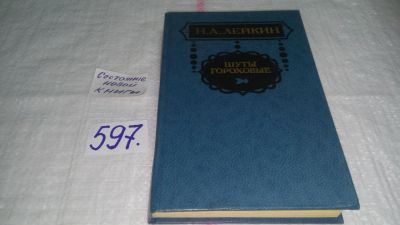 Состояние
новой
книги
597.
Н.А.ЛЕЙКИН
ШУТЫ
ГОРОХОВЫЕ